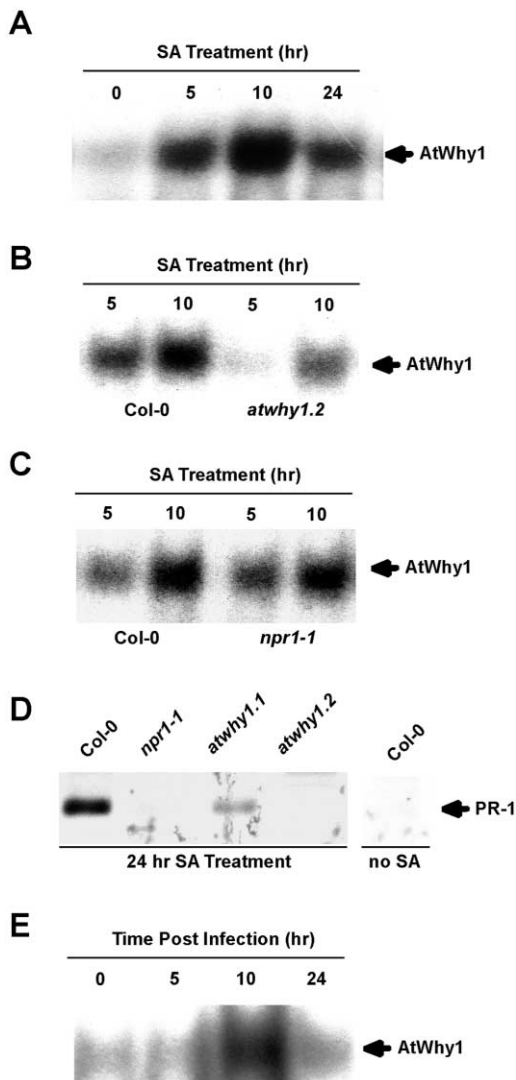 A
SA Treatment (hr)
0 5 10 24
AtWhy1
B
SA Treatment (hr)
5 10 5 10
AtWhy1
Col-0 atwhy1.2
C
SA Treatment (hr)
5 10 5 10
AtWhy1
Col-0 npr1-1
D
Col-0 npr1-1 atwhy1.1 atwhy1.2 Col-0
PR-1
24 hr SA Treatment no SA
E
Time Post Infection (hr)
0 5 10 24
AtWhy1